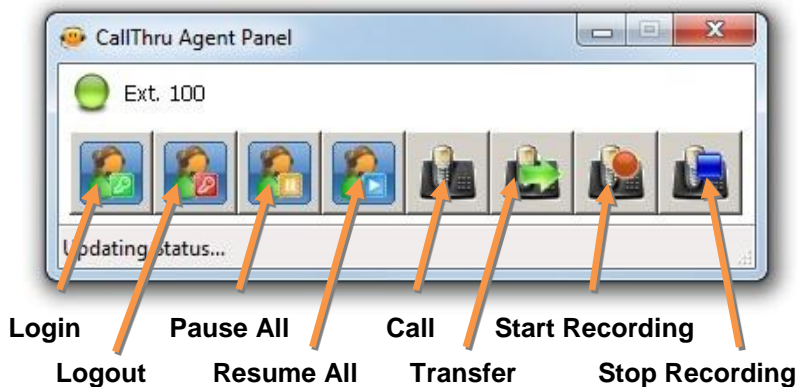 CallThru Agent Panel
Ext. 100
Updating Status...
Login Pause All Call Start Recording
Logout Resume All Transfer Stop Recording